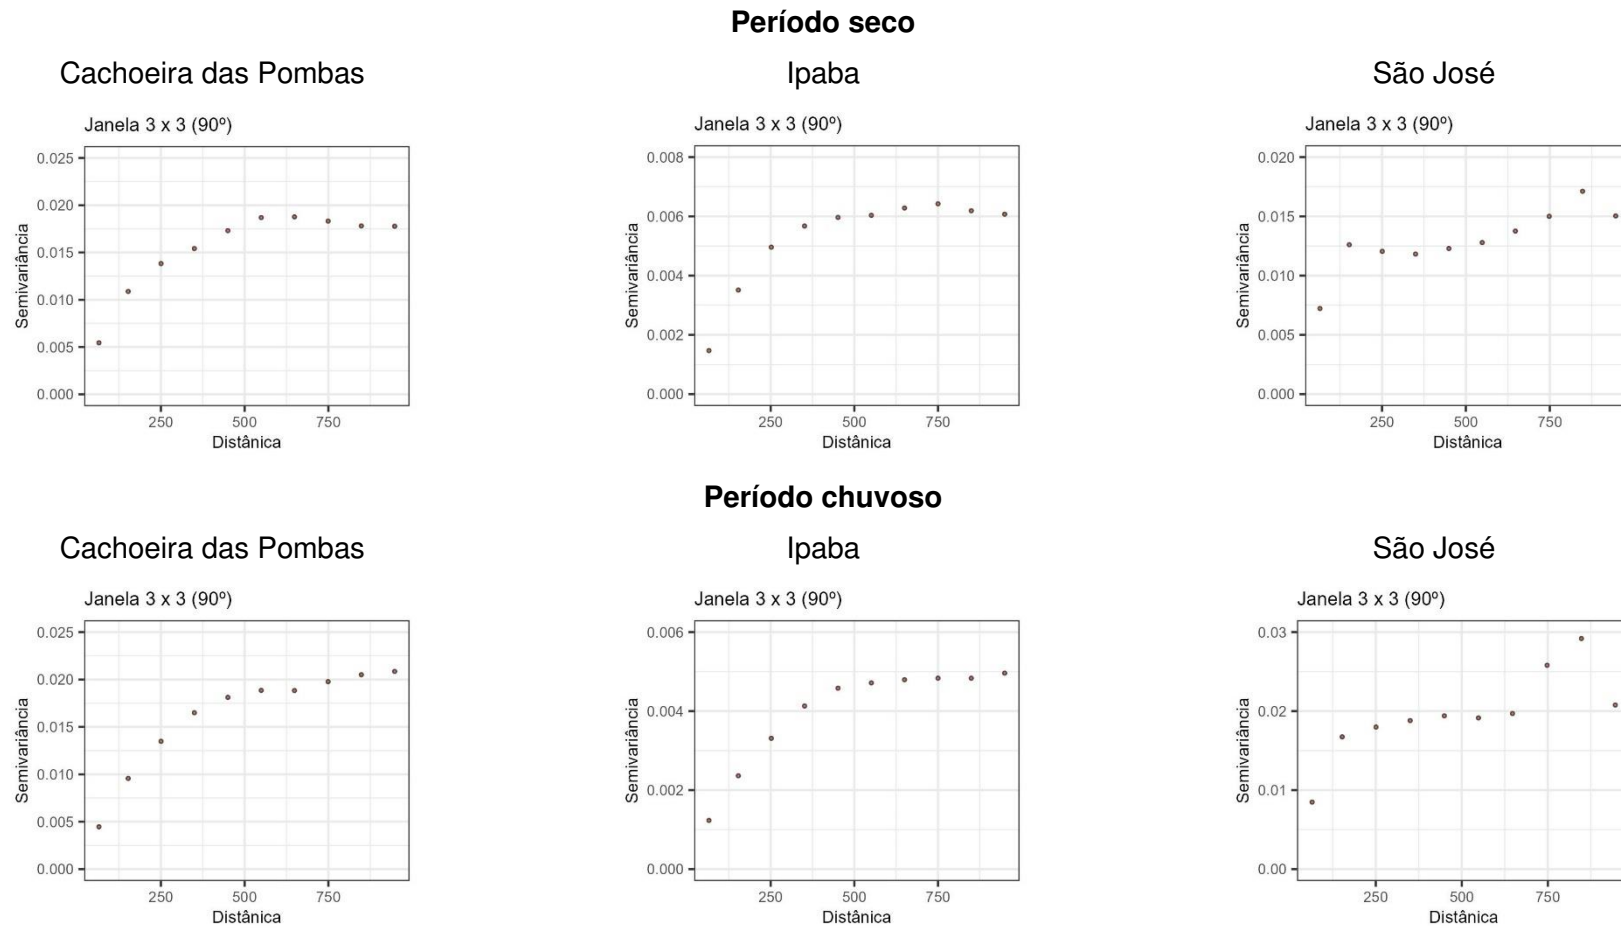 Período seco
Cachoeira das Pombas
Ipaba
São José
Janela 3 x 3 (90º)
Janela 3 x 3 (90º)
Janela 3 x 3 (90º)
Semivariância
0.025
0.020
0.015
0.010
0.005
0.000
250 500 750
Distânica
Semivariância
0.008
0.006
0.004
0.002
0.000
250 500 750
Distânica
Semivariância
0.020
0.015
0.010
0.005
0.000
250 500 750
Distânica
Período chuvoso
Cachoeira das Pombas
Ipaba
São José
Janela 3 x 3 (90º)
Janela 3 x 3 (90º)
Janela 3 x 3 (90º)
Semivariância
0.025
0.020
0.015
0.010
0.005
0.000
250 500 750
Distânica
Semivariância
0.006
0.004
0.002
0.000
250 500 750
Distânica
Semivariância
0.03
0.02
0.01
0.00
250 500 750
Distânica